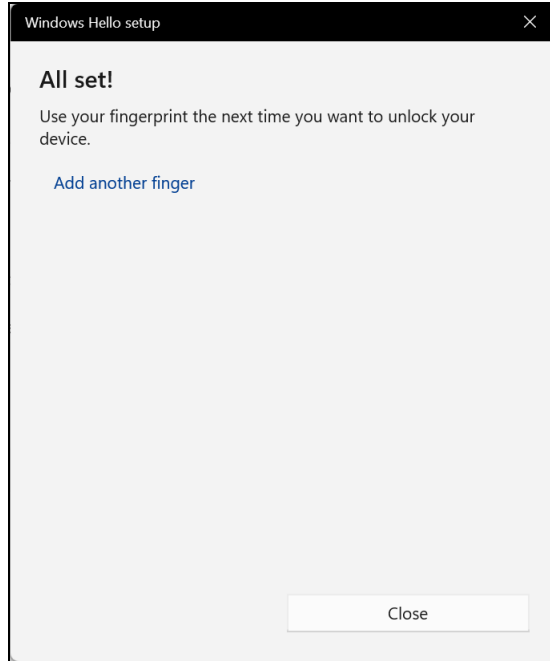 Windows Hello setup
All set!
Use your fingerprint the next time you want to unlock your
device.
Add another finger
Close